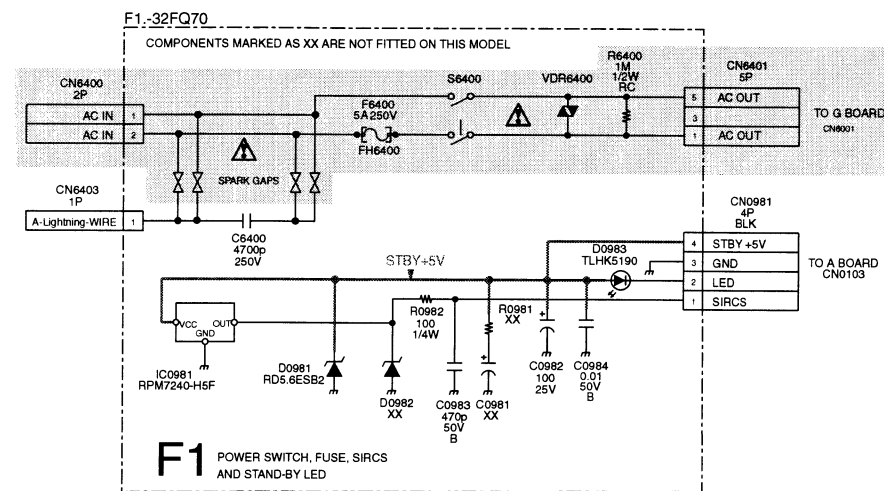 F1.-32FQ70
COMPONENTS MARKED AS XX ARE NOT FITTED ON THIS MODEL
CN6400
2P
AC IN 1
AC IN 2
F6400
5A 250V
FH6400
S6400
VDR6400
R6400
1M
1/2W
RC
CN6401
5P
5 AC OUT
3
1 AC OUT
TO G BOARD
CN6001
SPARK GAPS
CN6403
1P
A-Lightning-WIRE 1
C6400
4700p
250V
CN0981
4P
BLK
4 STBY +5V
3 GND
2 LED
1 SIRCS
TO A BOARD
CN0103
STBY+5V
D0983
TLHK5190
VCC
GND
OUT
IC0981
RPM7240-H5F
R0982
100
1/4W
R0981
XX
D0981
RD5.6ESB2
D0982
XX
C0983
470p
50V
B
C0981
XX
C0982
100
25V
C0984
0.01
50V
B
F1
POWER SWITCH, FUSE, SIRCS
AND STAND-BY LED